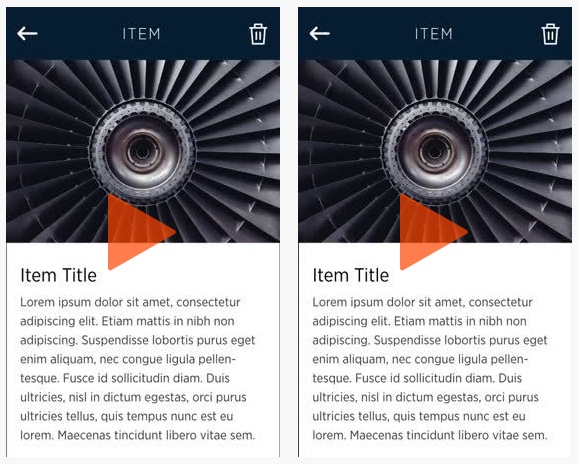 ITEM
Item Title
Lorem ipsum dolor sit amet, consectetur
adipiscing elit. Etiam mattis in nibh non
adipiscing. Suspendisse lobortis purus eget
enim aliquam, nec congue ligula pellen-
tesque. Fusce id sollicitudin diam. Duis
ultricies, nisl in dictum egestas, orci purus
ultricies tellus, quis tempus nunc est eu
lorem. Maecenas tincidunt libero vitae sem.
ITEM
Item Title
Lorem ipsum dolor sit amet, consectetur
adipiscing elit. Etiam mattis in nibh non
adipiscing. Suspendisse lobortis purus eget
enim aliquam, nec congue ligula pellen-
tesque. Fusce id sollicitudin diam. Duis
ultricies, nisl in dictum egestas, orci purus
ultricies tellus, quis tempus nunc est eu
lorem. Maecenas tincidunt libero vitae sem.